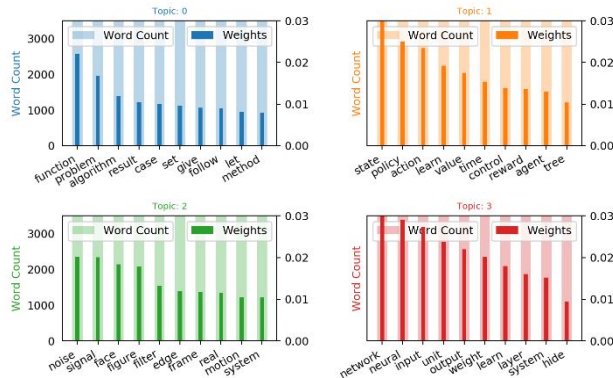 Topic: 0
Word Count
3000
2000
1000
0
Word Count Weights
0.03
0.02
0.01
0.00
function problem algorithm result case set give follow let method
Topic: 1
Word Count
Word Count Weights
0.03
0.02
0.01
0.00
state policy action learn value time control reward agent tree
Topic: 2
Word Count
3000
2000
1000
0
Word Count Weights
0.03
0.02
0.01
0.00
noise signal face figure filter edge frame real motion system
Topic: 3
Word Count
Word Count Weights
0.03
0.02
0.01
0.00
network neural input unit output weight learn layer system hide